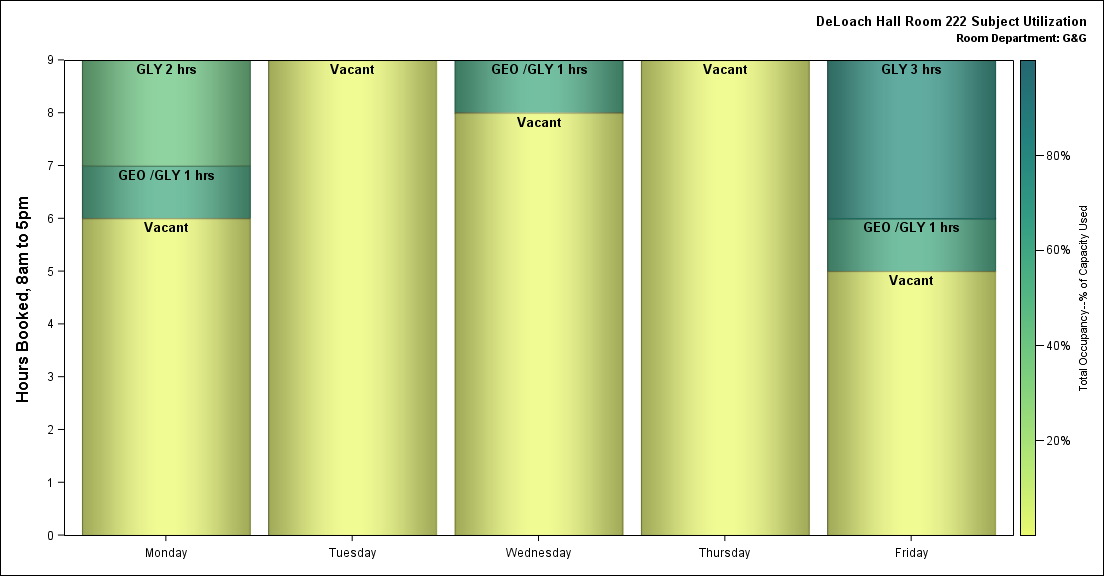 DeLoach Hall Room 222 Subject Utilization
Room Department: G&G
Hours Booked, 8am to 5pm
9
8
7
6
5
4
3
2
1
0
GLY 2 hrs
GEO /GLY 1 hrs
Vacant
Vacant
GEO /GLY 1 hrs
Vacant
Vacant
GLY 3 hrs
GEO /GLY 1 hrs
Vacant
Monday
Tuesday
Wednesday
Thursday
Friday
80%
60%
40%
20%
Total Occupancy--% of Capacity Used